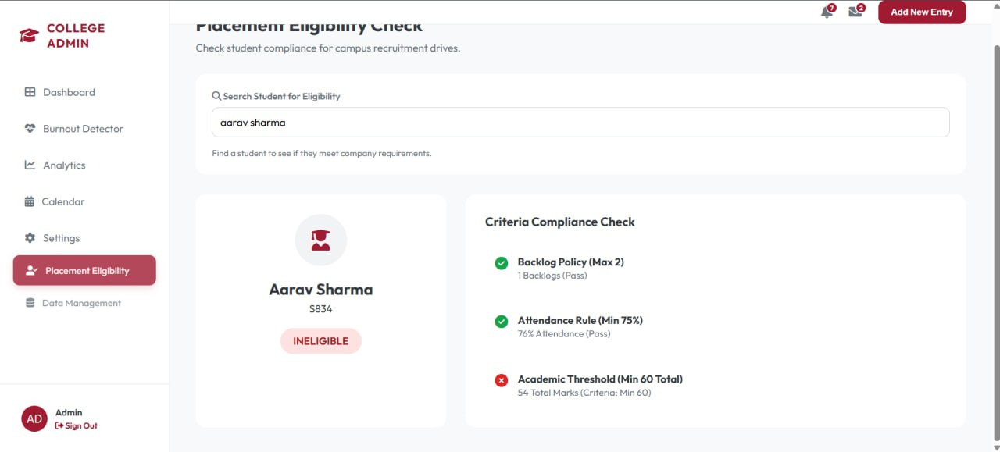 COLLEGE
ADMIN
Dashboard
Burnout Detector
Analytics
Calendar
Settings
Placement Eligibility
Data Management
AD
Admin
Sign Out
7
2
Add New Entry
Placement Eligibility Check
Check student compliance for campus recruitment drives.
Search Student for Eligibility
aarav sharma
Find a student to see if they meet company requirements.
Aarav Sharma
S834
INELIGIBLE
Criteria Compliance Check
Backlog Policy (Max 2)
1 Backlogs (Pass)
Attendance Rule (Min 75%)
76% Attendance (Pass)
Academic Threshold (Min 60 Total)
54 Total Marks (Criteria: Min 60)